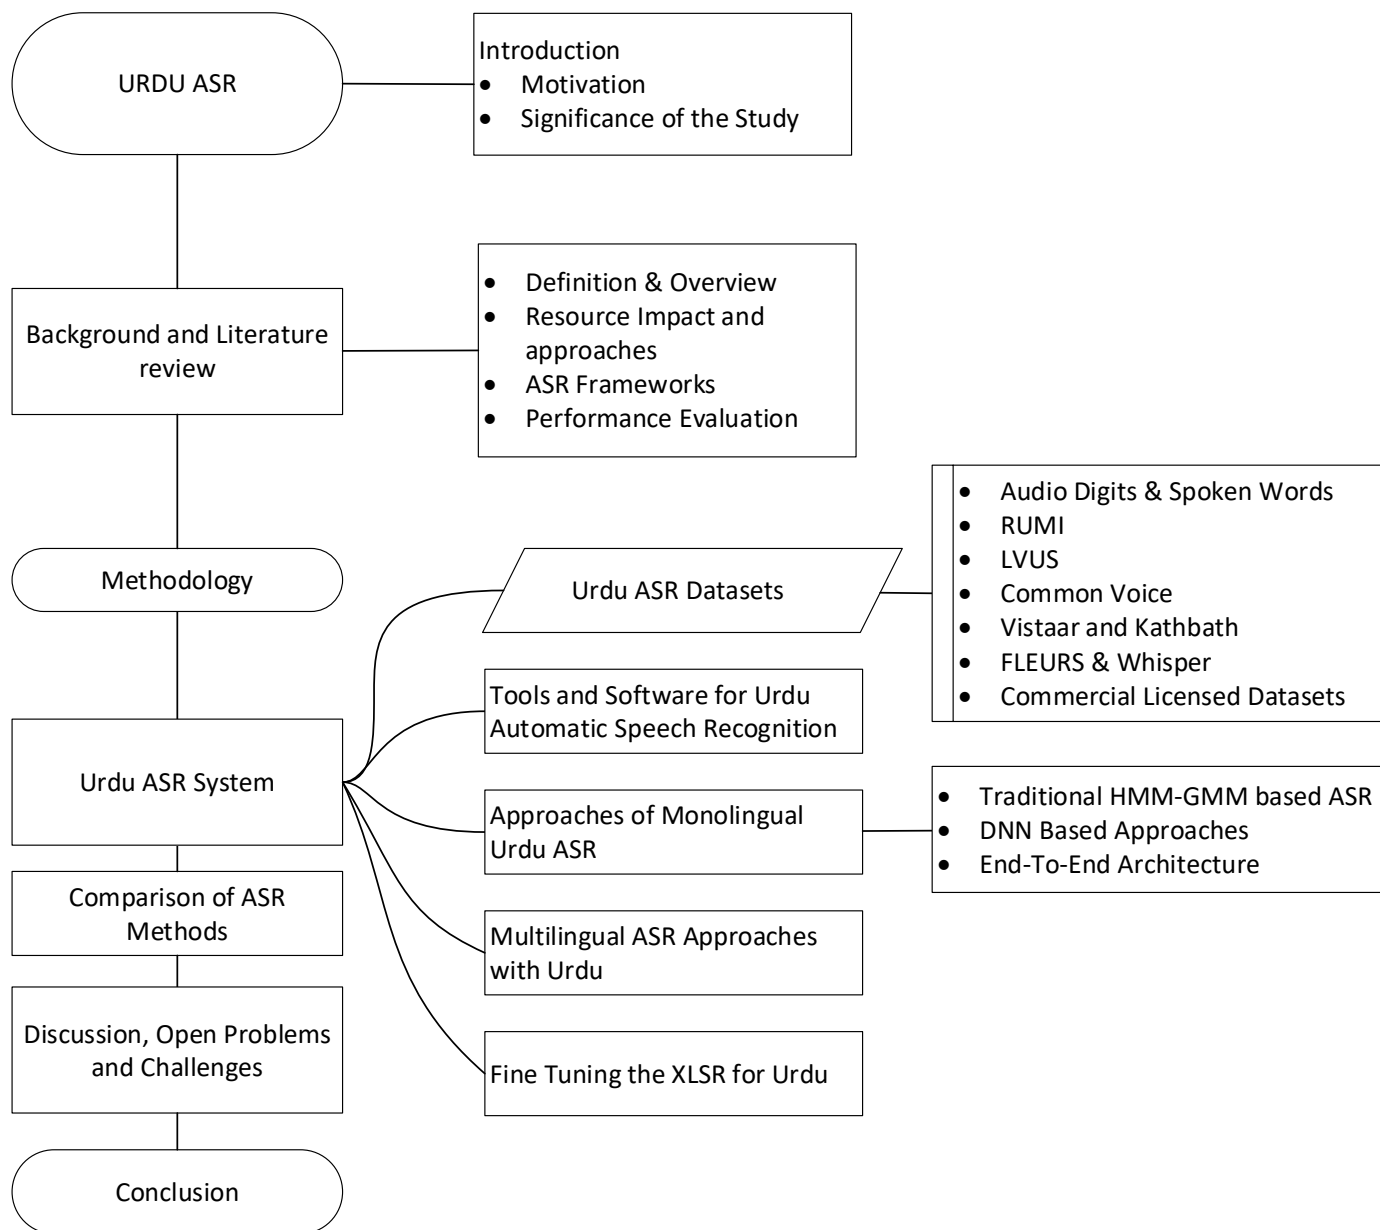 URDU ASR
Introduction
• Motivation
• Significance of the Study
Background and Literature
review
• Definition & Overview
• Resource Impact and
approaches
• ASR Frameworks
• Performance Evaluation
Methodology
Urdu ASR System
Urdu ASR Datasets
• Audio Digits & Spoken Words
• RUMI
• LVUS
• Common Voice
• Vistaar and Kathbath
• FLEURS & Whisper
• Commercial Licensed Datasets
Tools and Software for Urdu
Automatic Speech Recognition
Approaches of Monolingual
Urdu ASR
• Traditional HMM-GMM based ASR
• DNN Based Approaches
• End-To-End Architecture
Multilingual ASR Approaches
with Urdu
Fine Tuning the XLSR for Urdu
Comparison of ASR
Methods
Discussion, Open Problems
and Challenges
Conclusion